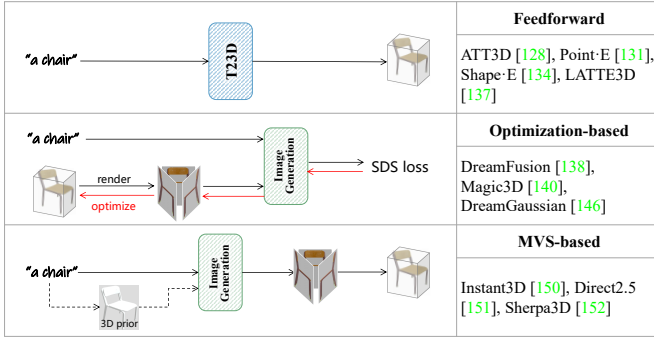 "a chair"
T23D
Feedforward
ATT3D [128], Point·E [131],
Shape·E [134], LATTE3D
[137]
"a chair"
render
optimize
Image
Generation
SDS loss
Optimization-based
DreamFusion [138],
Magic3D [140],
DreamGaussian [146]
"a chair"
3D prior
Image
Generation
MVS-based
Instant3D [150], Direct2.5
[151], Sherpa3D [152]